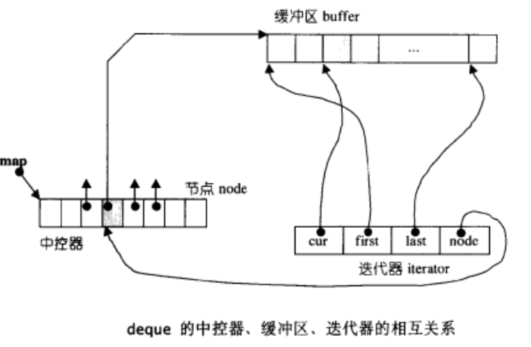 缓冲区 buffer
...
map
节点 node
中控器
cur first last node
迭代器 iterator
deque 的中控器、缓冲区、迭代器的相互关系